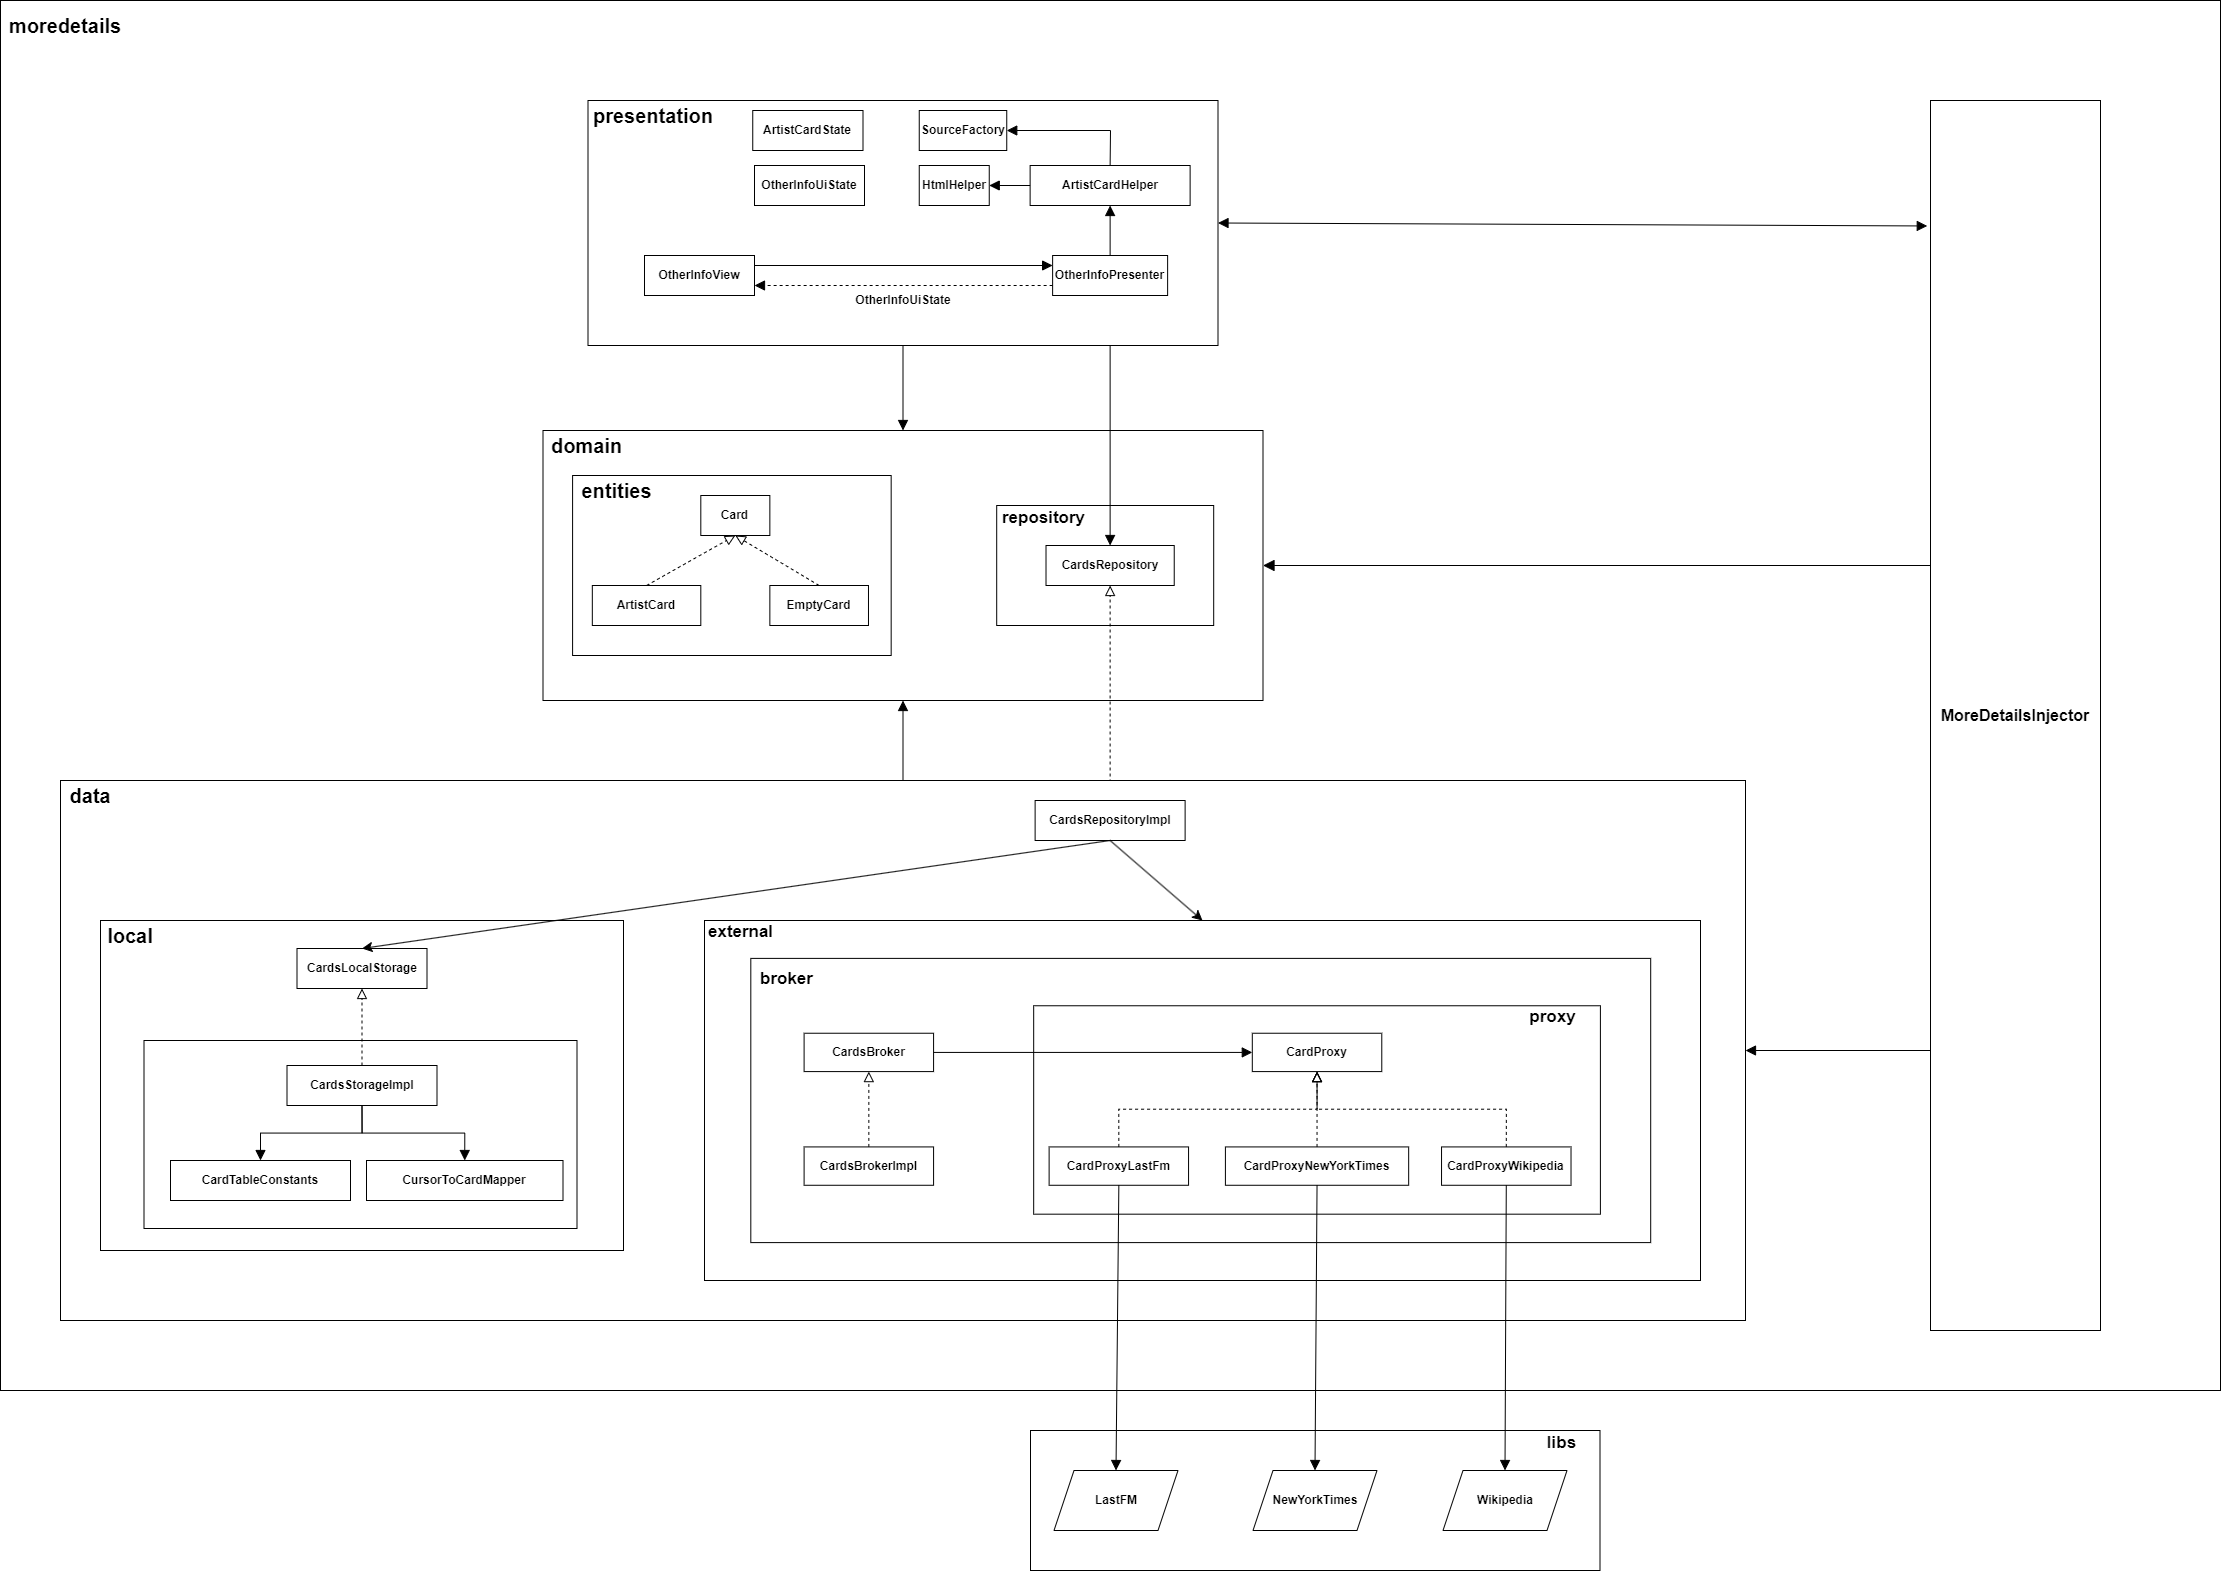 moredetails
presentation
ArtistCardState
SourceFactory
OtherInfoUiState
HtmlHelper
ArtistCardHelper
OtherInfoView
OtherInfoPresenter
OtherInfoUiState
domain
entities
Card
repository
CardsRepository
ArtistCard
EmptyCard
MoreDetailsInjector
data
CardsRepositoryImpl
local
CardsLocalStorage
CardsStorageImpl
CardTableConstants
CursorToCardMapper
external
broker
proxy
CardsBroker
CardProxy
CardsBrokerImpl
CardProxyLastFm
CardProxyNewYorkTimes
CardProxyWikipedia
libs
LastFM
NewYorkTimes
Wikipedia